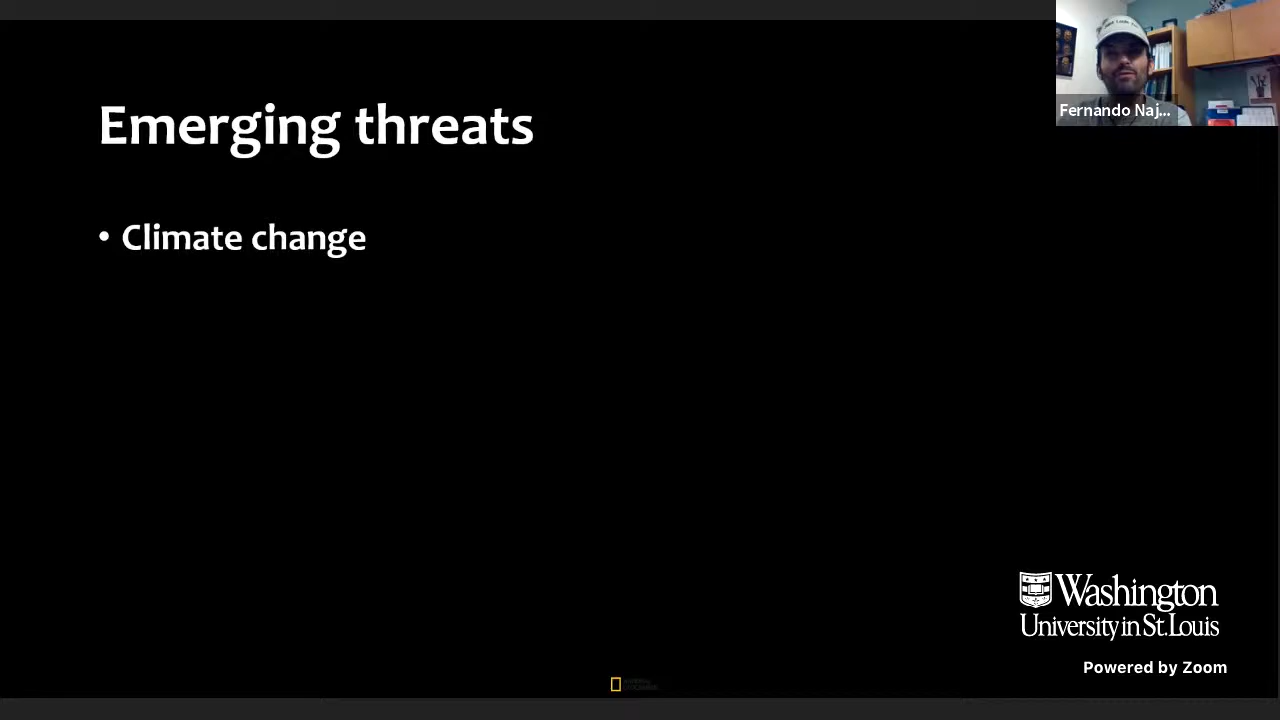 Emerging threats
• Climate change
Fernando Naj...
Washington
University in St. Louis
Powered by Zoom